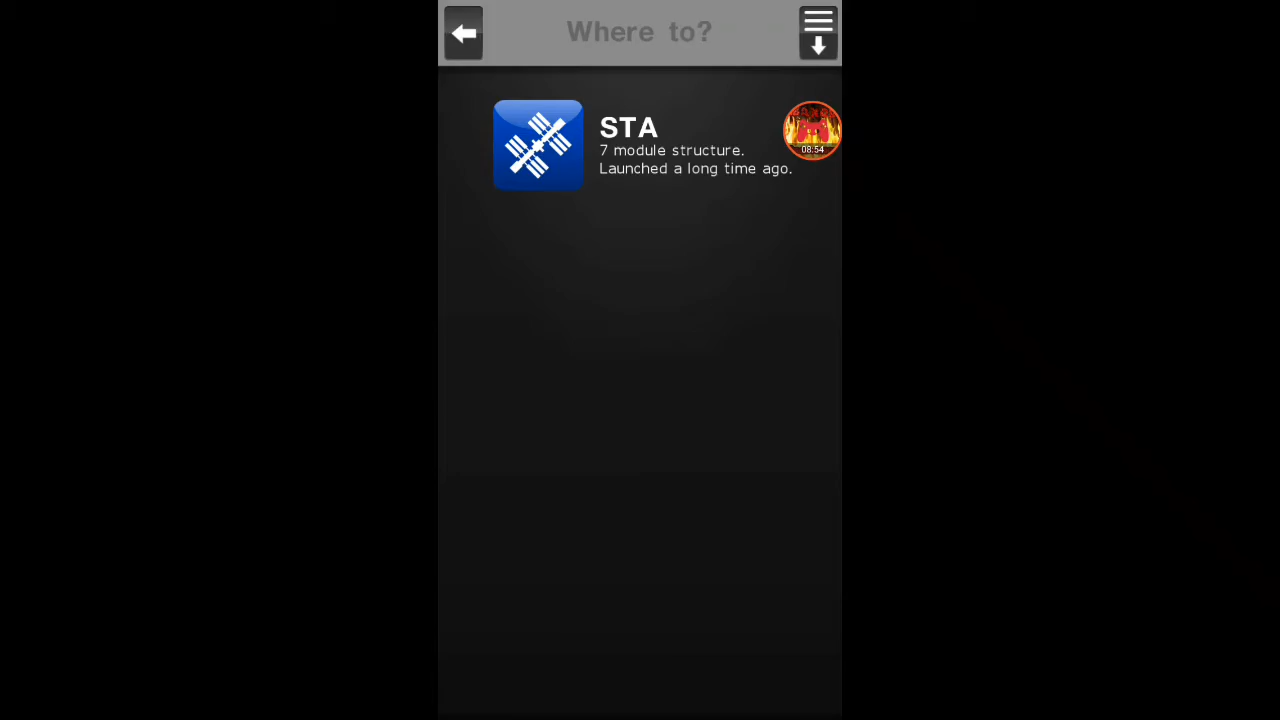 Where to?
STA
7 module structure.
Launched a long time ago.
08:54